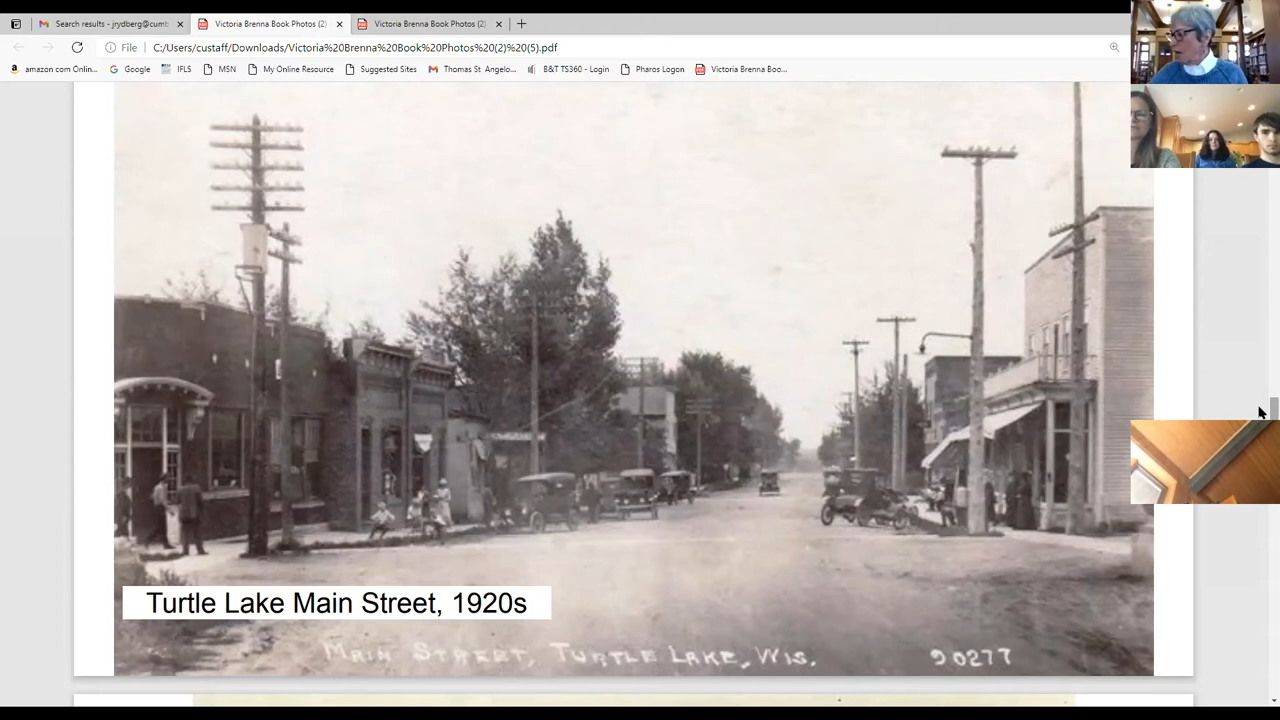 Search results - jrydberg@cumb
Victoria Brenna Book Photos (2)
Victoria Brenna Book Photos (2)
File
C:/Users/custaff/Downloads/Victoria%20Brenna%20Book%20Photos%20(2)%20(5).pdf
amazon com Onlin...
Google
IFLS
MSN
My Online Resource
Suggested Sites
Thomas St. Angelo...
B&T TS360 - Login
Pharos Logon
Victoria Brenna Boo...
Turtle Lake Main Street, 1920s
MAIN STREET, TURTLE LAKE, WIS. 90277